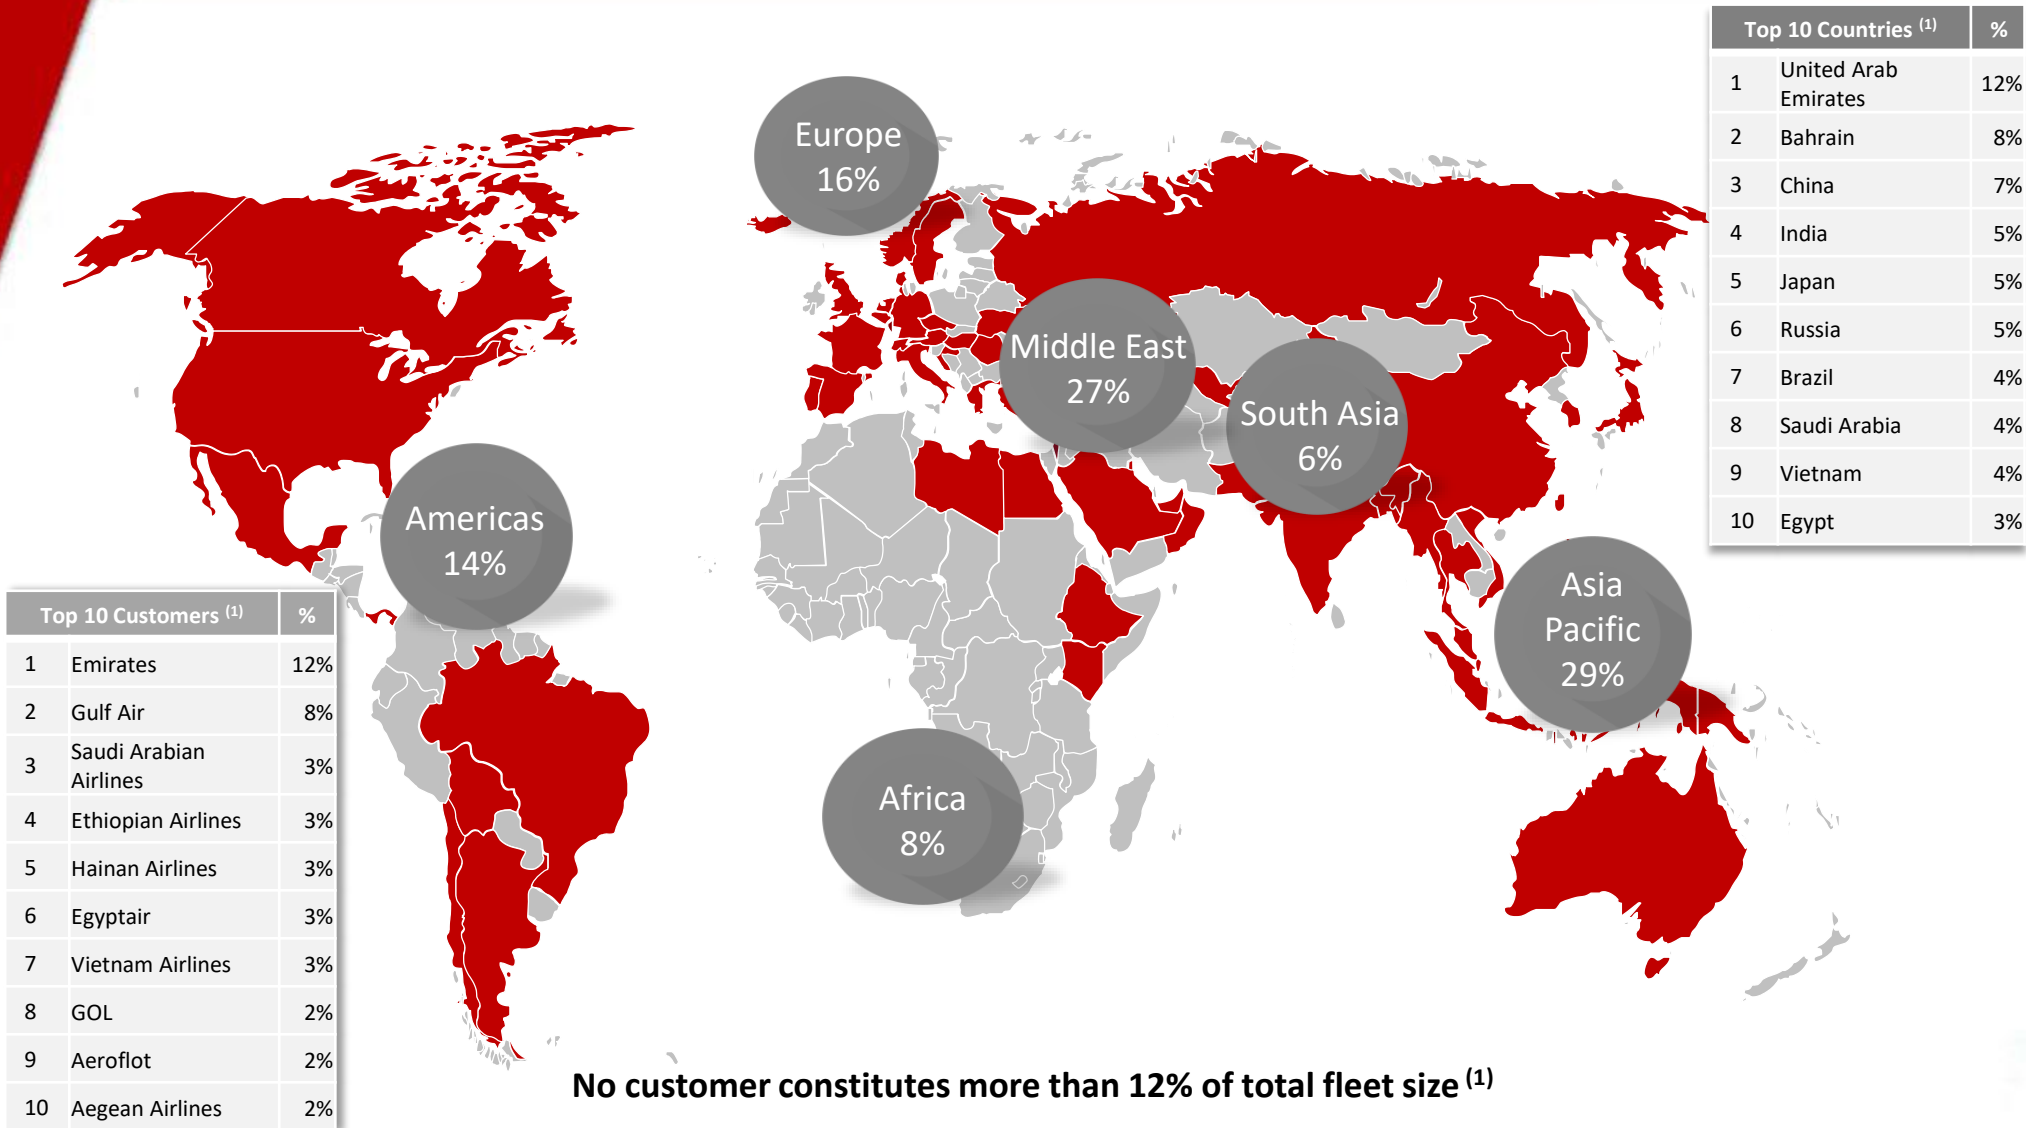 Top 10 Countries (1) %
1 United Arab Emirates 12%
2 Bahrain 8%
3 China 7%
4 India 5%
5 Japan 5%
6 Russia 5%
7 Brazil 4%
8 Saudi Arabia 4%
9 Vietnam 4%
10 Egypt 3%
Europe
16%
Middle East
27%
South Asia
6%
Americas
14%
Asia
Pacific
29%
Africa
8%
Top 10 Customers (1) %
1 Emirates 12%
2 Gulf Air 8%
3 Saudi Arabian Airlines 3%
4 Ethiopian Airlines 3%
5 Hainan Airlines 3%
6 Egyptair 3%
7 Vietnam Airlines 3%
8 GOL 2%
9 Aeroflot 2%
10 Aegean Airlines 2%
No customer constitutes more than 12% of total fleet size (1)